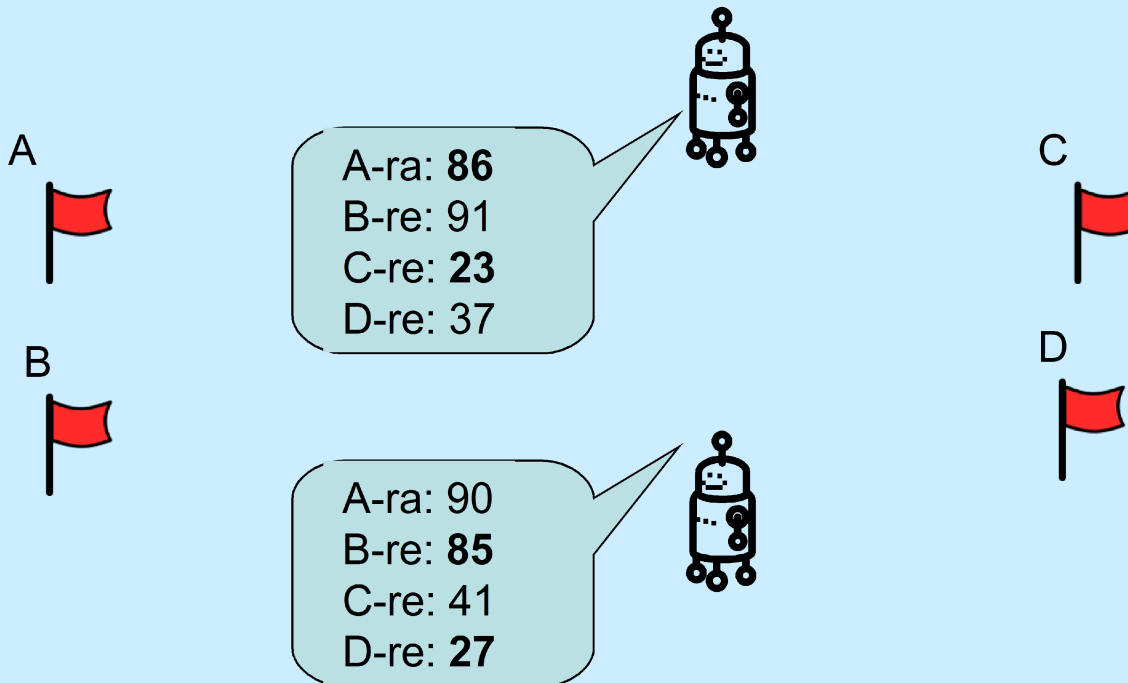 A
C
A-ra: 86
B-re: 91
C-re: 23
D-re: 37
B
D
A-ra: 90
B-re: 85
C-re: 41
D-re: 27